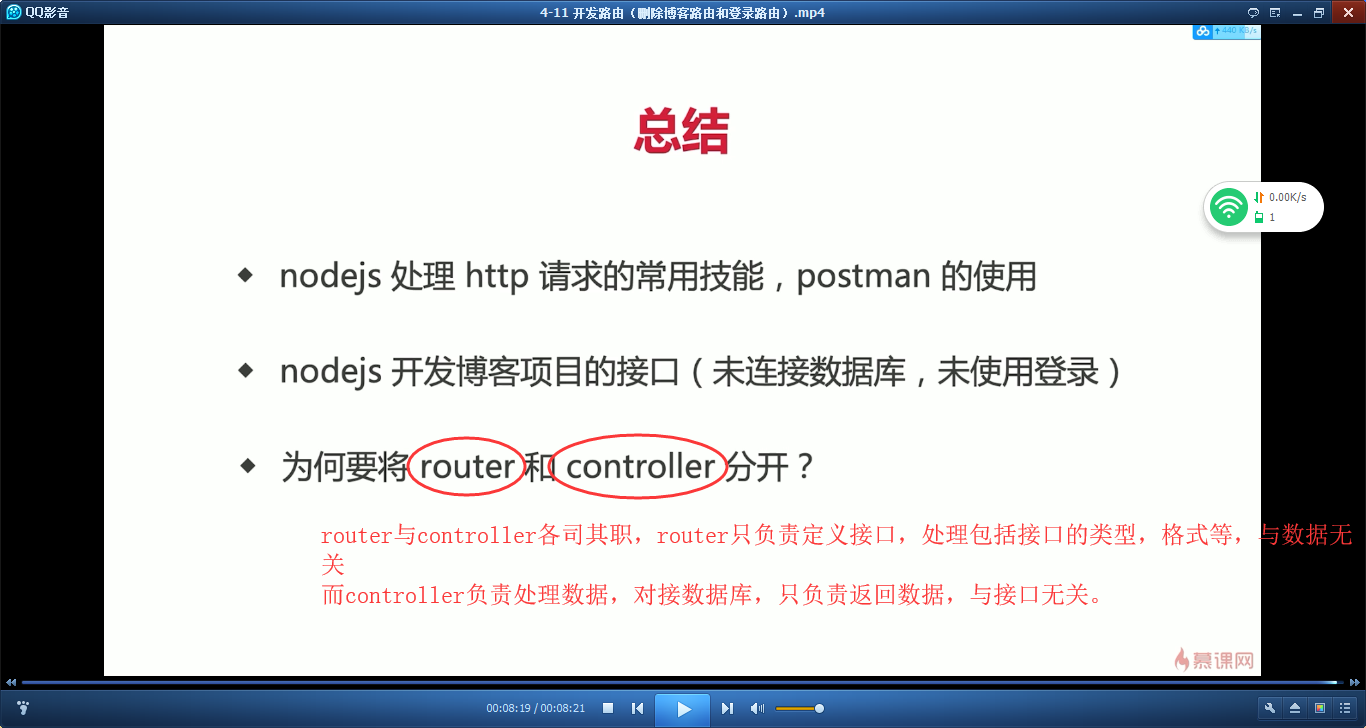 QQ影音
4-11 开发路由（删除博客路由和登录路由）.mp4
440 KB/s
总结
0.00K/s
1
◆ nodejs 处理 http 请求的常用技能，postman 的使用
◆ nodejs 开发博客项目的接口（未连接数据库，未使用登录）
◆ 为何要将 router 和 controller 分开？
router与controller各司其职，router只负责定义接口，处理包括接口的类型，格式等，与数据无
关
而controller负责处理数据，对接数据库，只负责返回数据，与接口无关。
慕课网
00:08:19 / 00:08:21